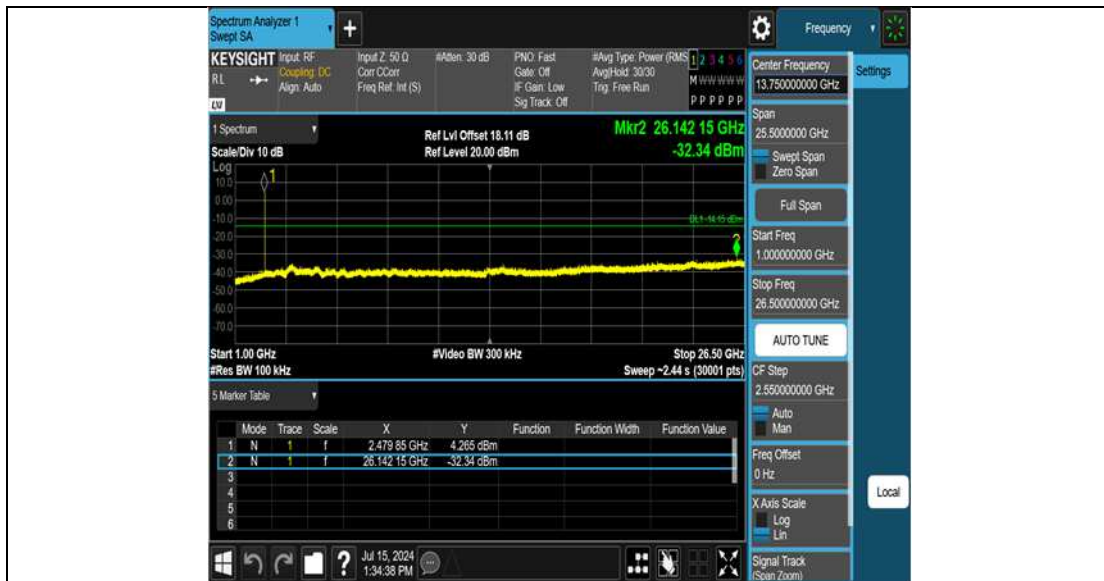 Spectrum Analyzer 1
Swept SA
+
Frequency
KEYSIGHT
Input: RF
Input Z: 50 Ω
#Atten: 30 dB
PNO: Fast
#Avg Type: Power (RMS
1 2 3 4 5 6
RL
Coupling: DC
Corr CCorr
Gate: Off
Avg|Hold: 30/30
M W W W W W
Align: Auto
Freq Ref: Int (S)
IF Gain: Low
Trig: Free Run
P P P P P P
LXI
Sig Track: Off
1 Spectrum
Ref Lvl Offset 18.11 dB
Mkr2 26.142 15 GHz
Scale/Div 10 dB
Ref Level 20.00 dBm
-32.34 dBm
Log
1
10.0
0.00
-10.0
DL1 -14.15 dBm
-20.0
2
-30.0
-40.0
-50.0
-60.0
-70.0
Start 1.00 GHz
#Video BW 300 kHz
Stop 26.50 GHz
#Res BW 100 kHz
Sweep ~2.44 s (30001 pts)
5 Marker Table
Mode Trace Scale X Y Function Function Width Function Value
1 N 1 f 2.479 85 GHz 4.265 dBm
2 N 1 f 26.142 15 GHz -32.34 dBm
3
4
5
6
?
Jul 15, 2024
1:34:38 PM
Center Frequency
13.750000000 GHz
Settings
Span
25.5000000 GHz
Swept Span
Zero Span
Full Span
Start Freq
1.000000000 GHz
Stop Freq
26.500000000 GHz
AUTO TUNE
CF Step
2.550000000 GHz
Auto
Man
Freq Offset
0 Hz
X Axis Scale
Log
Lin
Local
Signal Track
(Span Zoom)